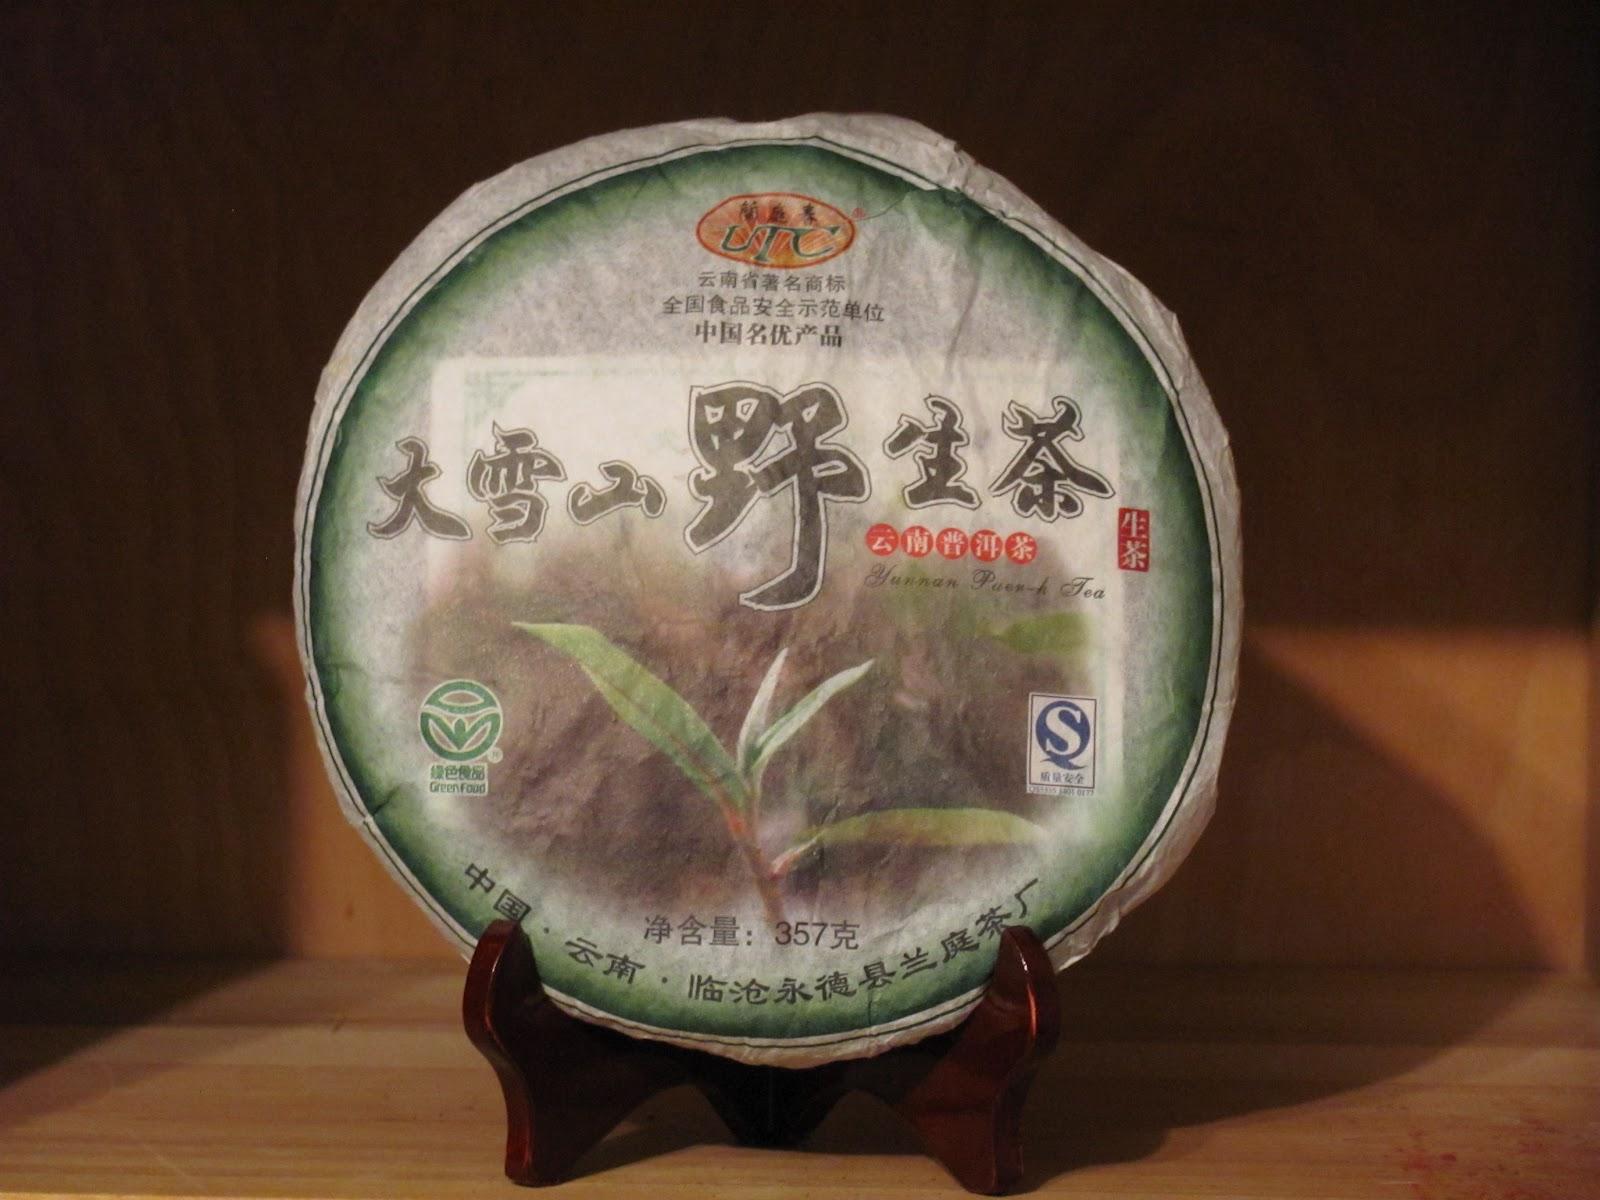 蘭庭春
UTC
®
云南省著名商标
全国食品安全示范单位
中国名优产品
大雪山野生茶
生茶
云南普洱茶
Yunnan Puer-h Tea
绿色食品
Green Food
质量安全
净含量：357克
中国·云南·临沧永德县兰庭茶厂